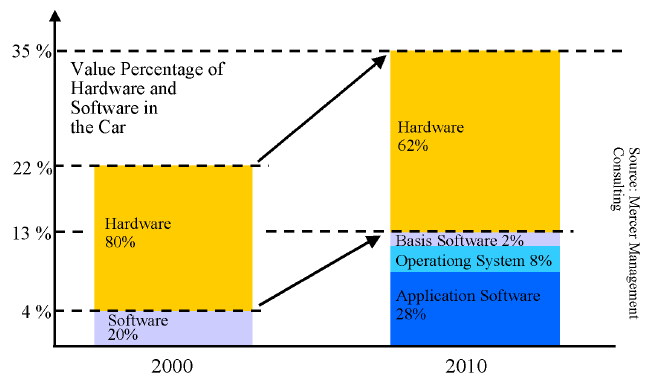 35 %
Value Percentage of
Hardware and
Software in
the Car
22 %
13 %
4 %
Hardware
80%
Software
20%
Hardware
62%
Basis Software 2%
Operationg System 8%
Application Software
28%
2000
2010
Source: Mercer Management
Consulting